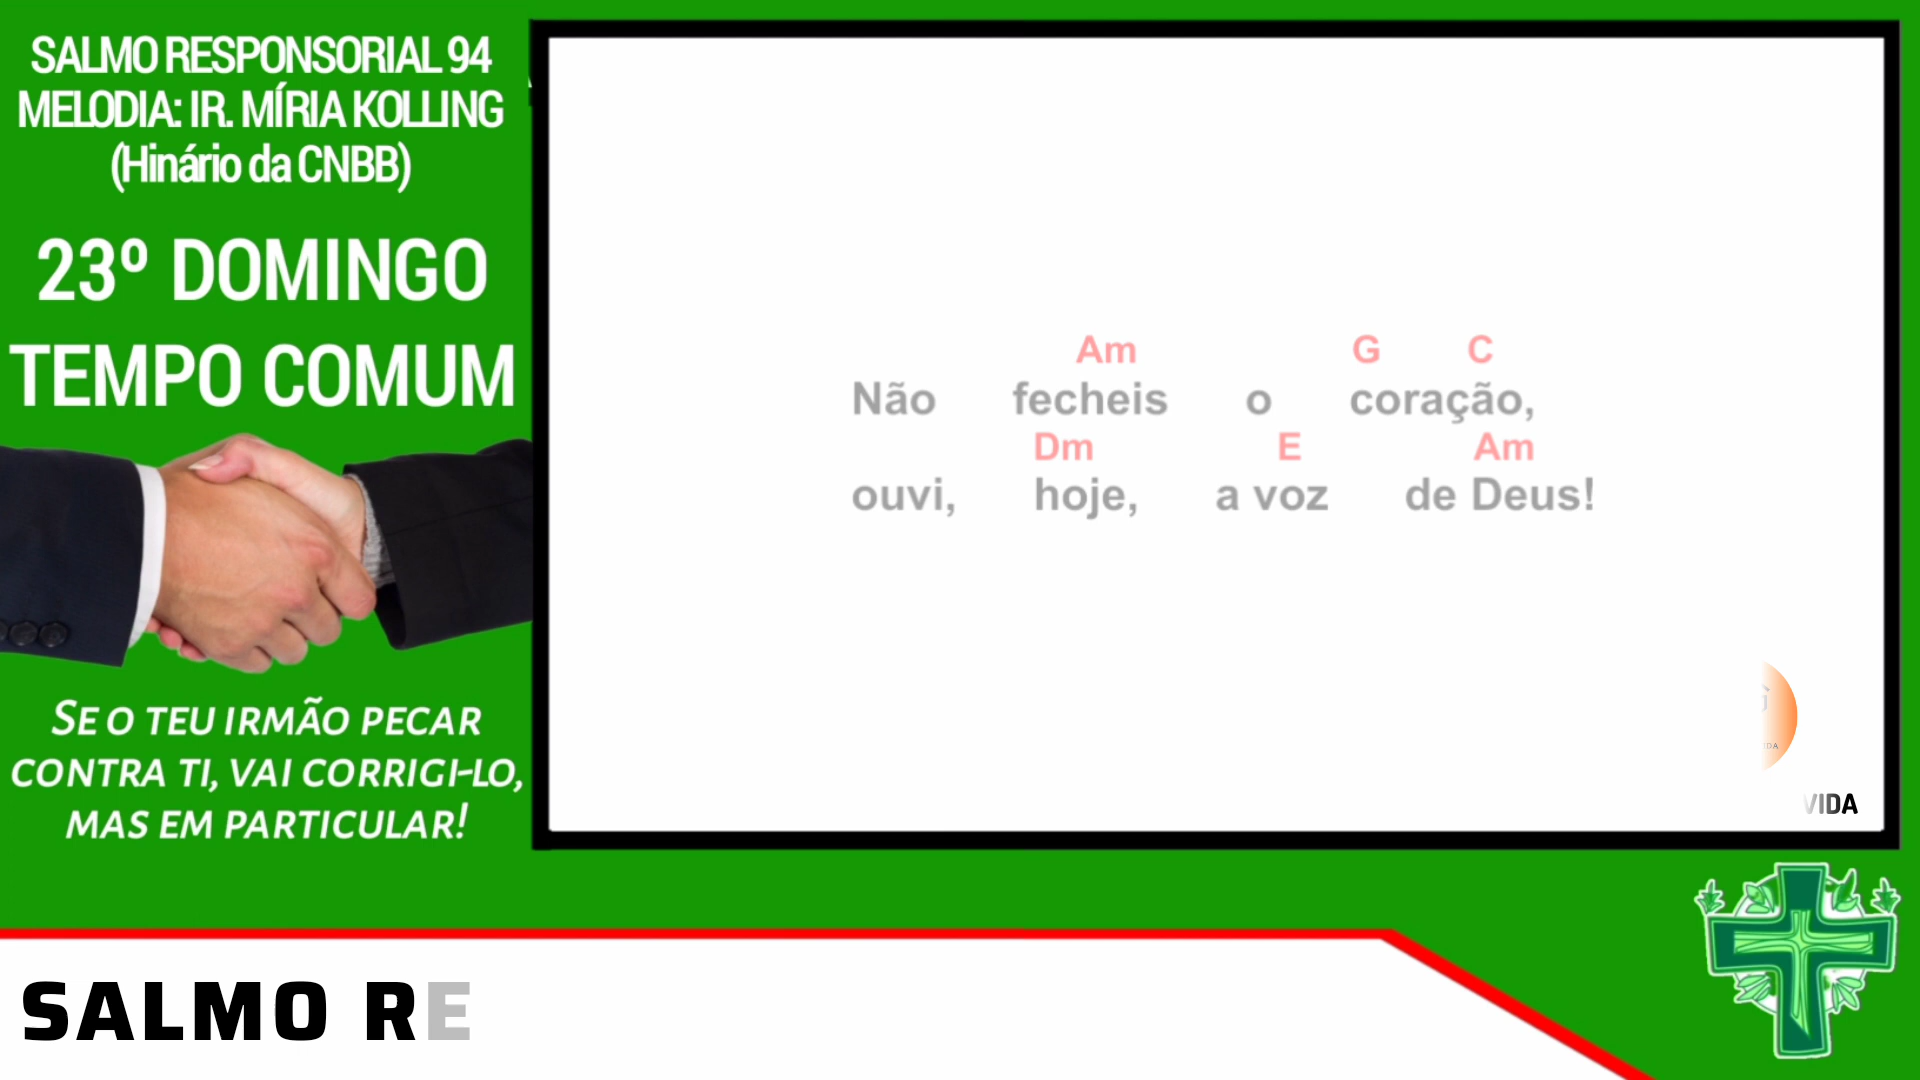 SALMO RESPONSORIAL 94
MELODIA: IR. MÍRIA KOLLING
(Hinário da CNBB)
23º DOMINGO
TEMPO COMUM
SE O TEU IRMÃO PECAR
CONTRA TI, VAI CORRIGI-LO,
MAS EM PARTICULAR!
Am G C
Não fecheis o coração,
Dm E Am
ouvi, hoje, a voz de Deus!
VIDA
SALMO RE